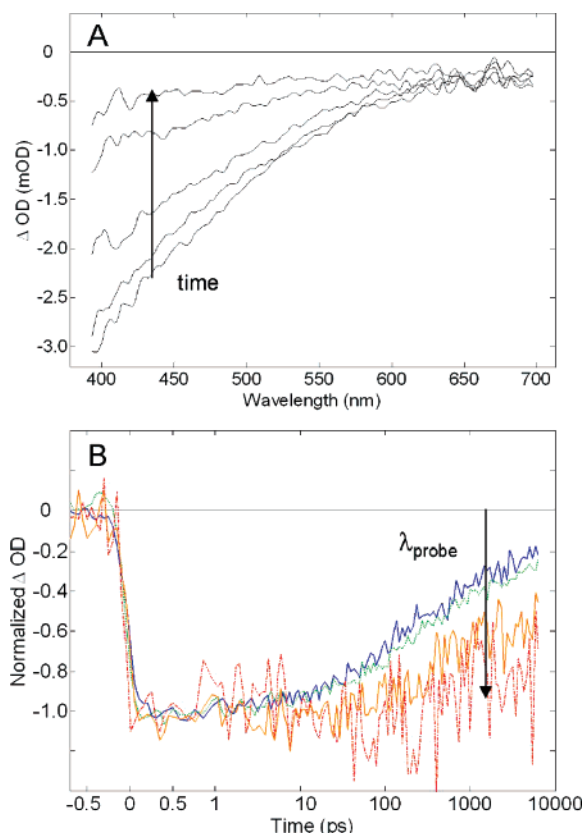 A
0
-0.5
-1.0
-1.5
-2.0
-2.5
-3.0
Δ OD (mOD)
time
400 450 500 550 600 650 700
Wavelength (nm)
B
0
-0.2
-0.4
-0.6
-0.8
-1.0
Normalized Δ OD
λprobe
-0.5 0 0.5 1 10 100 1000 10000
Time (ps)